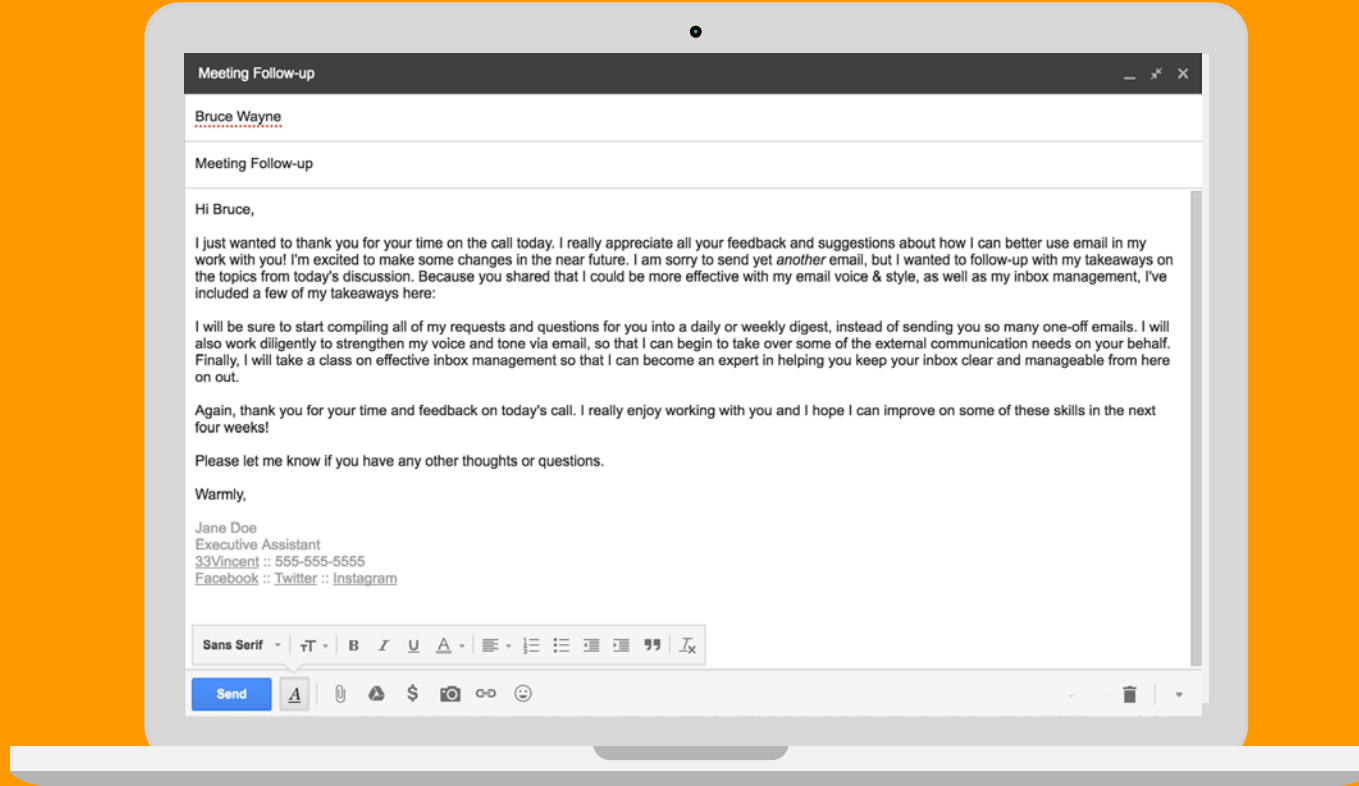 Meeting Follow-up
Bruce Wayne
Meeting Follow-up
Hi Bruce,
I just wanted to thank you for your time on the call today. I really appreciate all your feedback and suggestions about how I can better use email in my
work with you! I'm excited to make some changes in the near future. I am sorry to send yet another email, but I wanted to follow-up with my takeaways on
the topics from today's discussion. Because you shared that I could be more effective with my email voice & style, as well as my inbox management, I've
included a few of my takeaways here:
I will be sure to start compiling all of my requests and questions for you into a daily or weekly digest, instead of sending you so many one-off emails. I will
also work diligently to strengthen my voice and tone via email, so that I can begin to take over some of the external communication needs on your behalf.
Finally, I will take a class on effective inbox management so that I can become an expert in helping you keep your inbox clear and manageable from here
on out.
Again, thank you for your time and feedback on today's call. I really enjoy working with you and I hope I can improve on some of these skills in the next
four weeks!
Please let me know if you have any other thoughts or questions.
Warmly,
Jane Doe
Executive Assistant
33Vincent :: 555-555-5555
Facebook :: Twitter :: Instagram
Sans Serif
Send